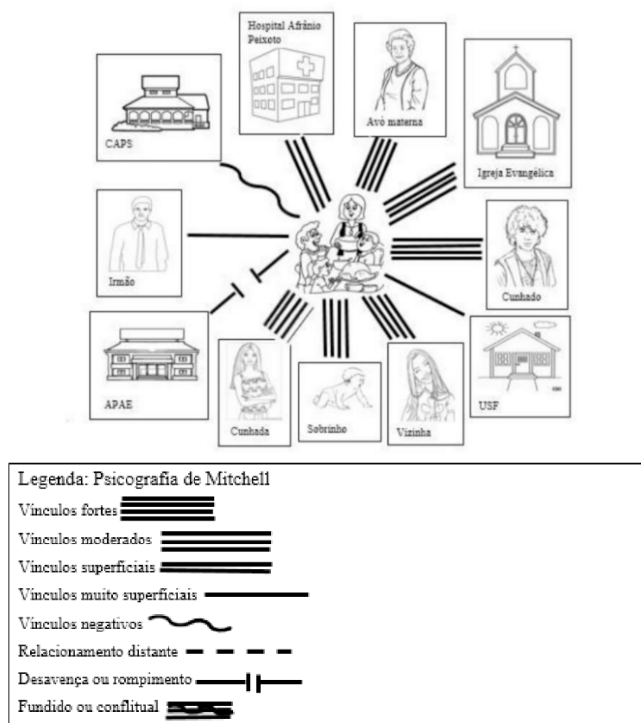 Hospital Afrânio
Peixoto
Avó materna
CAPS
Igreja Evangélica
Irmão
Cunhado
APAE
Cunhada
Sobrinho
Vizinha
USF
Legenda: Psicografia de Mitchell
Vínculos fortes
Vínculos moderados
Vínculos superficiais
Vínculos muito superficiais
Vínculos negativos
Relacionamento distante
Desavença ou rompimento
Fundido ou conflitual